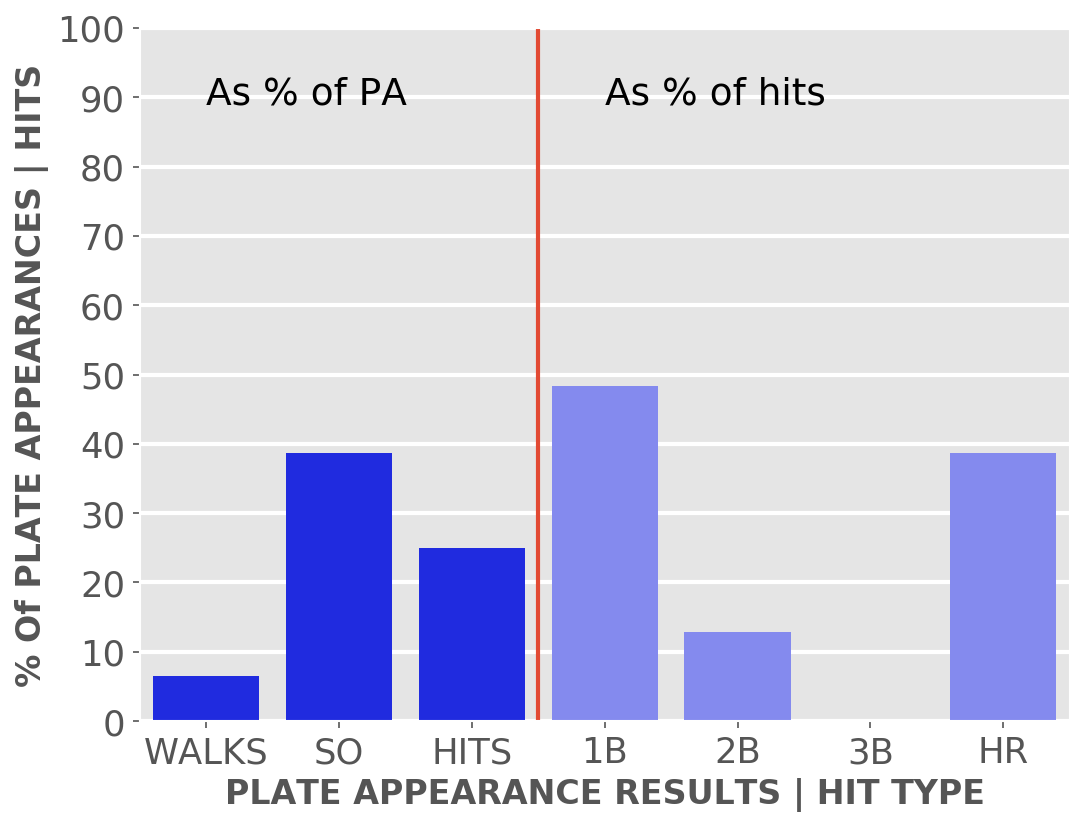 As % of PA
As % of hits
% Of PLATE APPEARANCES | HITS
100
90
80
70
60
50
40
30
20
10
0
WALKS SO HITS 1B 2B 3B HR
PLATE APPEARANCE RESULTS | HIT TYPE